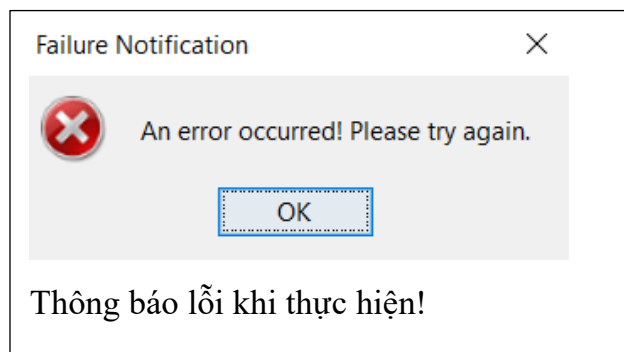 Failure Notification
An error occurred! Please try again.
OK
Thông báo lỗi khi thực hiện!